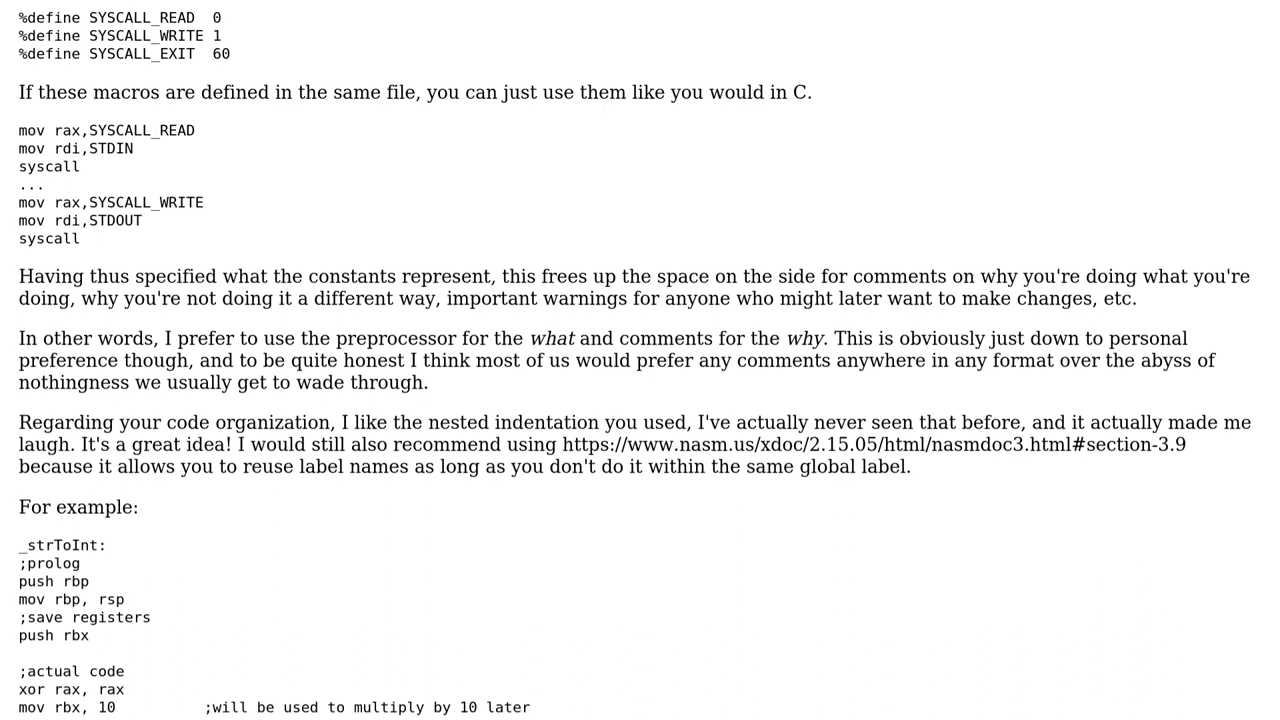 %define SYSCALL_READ  0
%define SYSCALL_WRITE 1
%define SYSCALL_EXIT  60
If these macros are defined in the same file, you can just use them like you would in C.
mov rax,SYSCALL_READ
mov rdi,STDIN
syscall
...
mov rax,SYSCALL_WRITE
mov rdi,STDOUT
syscall
Having thus specified what the constants represent, this frees up the space on the side for comments on why you're doing what you're
doing, why you're not doing it a different way, important warnings for anyone who might later want to make changes, etc.
In other words, I prefer to use the preprocessor for the what and comments for the why. This is obviously just down to personal
preference though, and to be quite honest I think most of us would prefer any comments anywhere in any format over the abyss of
nothingness we usually get to wade through.
Regarding your code organization, I like the nested indentation you used, I've actually never seen that before, and it actually made me
laugh. It's a great idea! I would still also recommend using https://www.nasm.us/xdoc/2.15.05/html/nasmdoc3.html#section-3.9
because it allows you to reuse label names as long as you don't do it within the same global label.
For example:
_strToInt:
;prolog
push rbp
mov rbp, rsp
;save registers
push rbx
;actual code
xor rax, rax
mov rbx, 10          ;will be used to multiply by 10 later